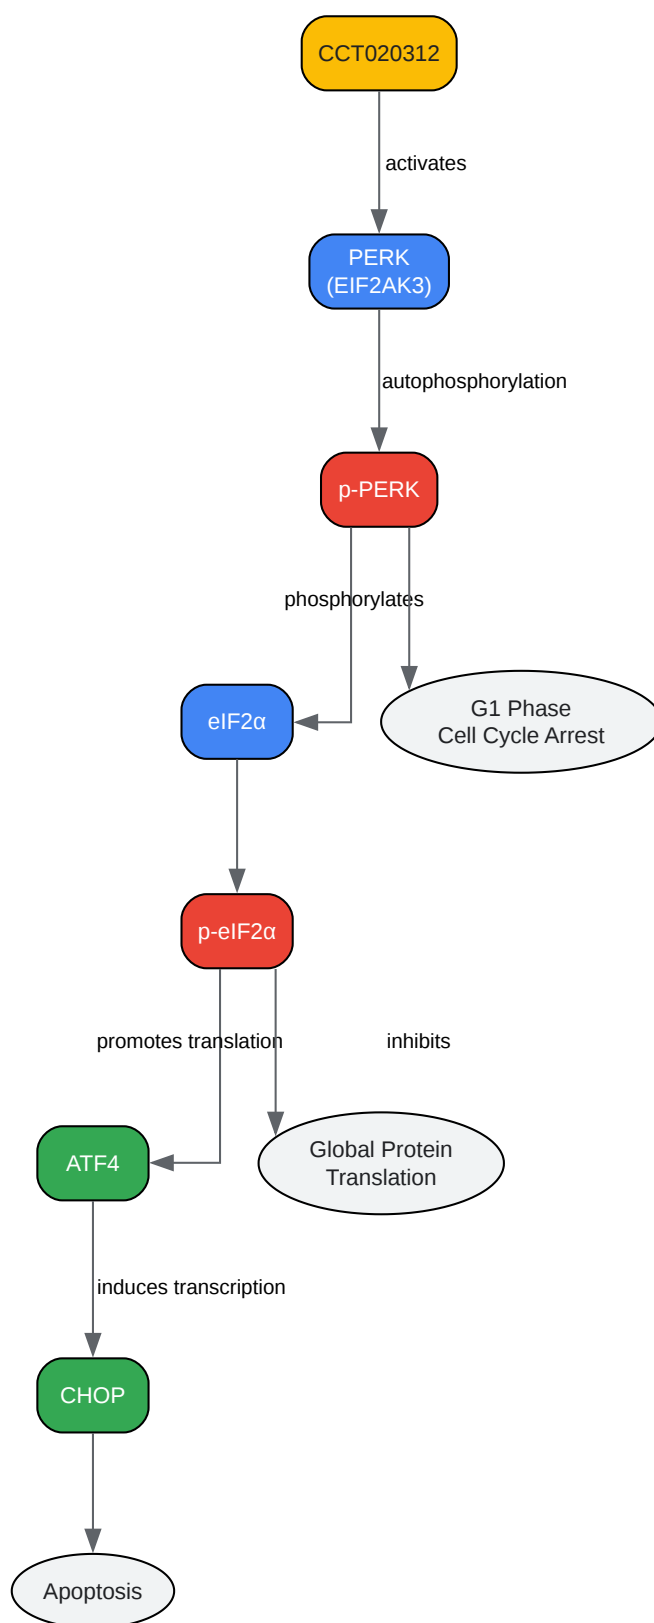 CCT020312
activates
PERK
(EIF2AK3)
autophosphorylation
p-PERK
phosphorylates
eIF2α
G1 Phase
Cell Cycle Arrest
p-eIF2α
promotes translation
inhibits
ATF4
Global Protein
Translation
induces transcription
CHOP
Apoptosis